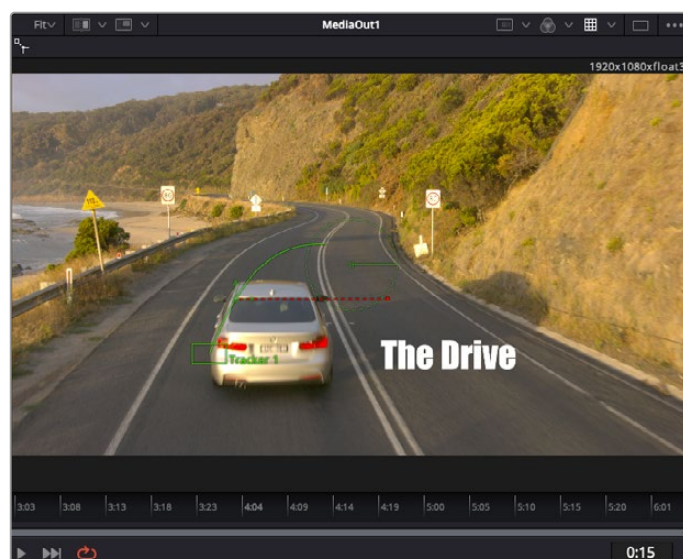 Fit MediaOut1
1920x1080xfloat3
Tracker 1
The Drive
3:03 3:08 3:13 3:18 3:23 4:04 4:09 4:14 4:19 5:00 5:05 5:10 5:15 5:20 6:01
0:15